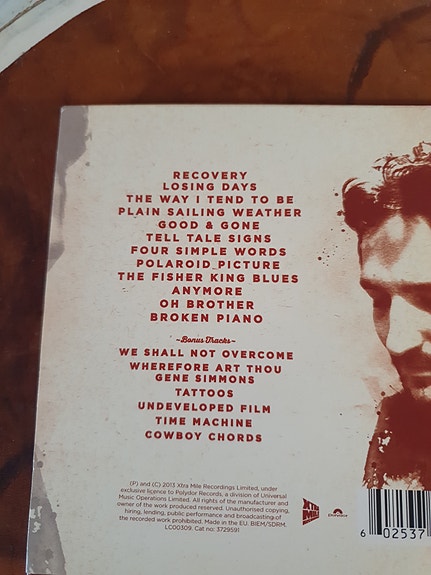 RECOVERY
LOSING DAYS
THE WAY I TEND TO BE
PLAIN SAILING WEATHER
GOOD & GONE
TELL TALE SIGNS
FOUR SIMPLE WORDS
POLAROID PICTURE
THE FISHER KING BLUES
ANYMORE
OH BROTHER
BROKEN PIANO
~Bonus Tracks~
WE SHALL NOT OVERCOME
WHEREFORE ART THOU
GENE SIMMONS
TATTOOS
UNDEVELOPED FILM
TIME MACHINE
COWBOY CHORDS
(P) and (C) 2013 Xtra Mile Recordings Limited, under
exclusive licence to Polydor Records, a division of Universal
Music Operations Limited. All rights of the manufacturer and
owner of the work produced reserved. Unauthorised copying,
hiring, lending, public performance and broadcasting of
the recorded work prohibited. Made in the EU. BIEM/SDRM.
LC00309. Cat no: 3729591
6 02537